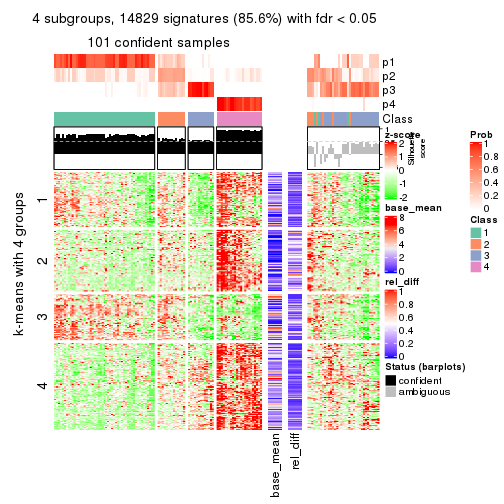 4 subgroups, 14829 signatures (85.6%) with fdr < 0.05
101 confident samples
p1
p2
p3
p4
Class
1
Silhouette
score
k-means with 4 groups
1
2
3
4
base_mean
rel_diff
z-score
2
1
0
-1
-2
base_mean
8
6
4
2
0
rel_diff
1
0.8
0.6
0.4
0.2
0
Status (barplots)
confident
ambiguous
Prob
1
0.8
0.6
0.4
0.2
0
Class
1
2
3
4